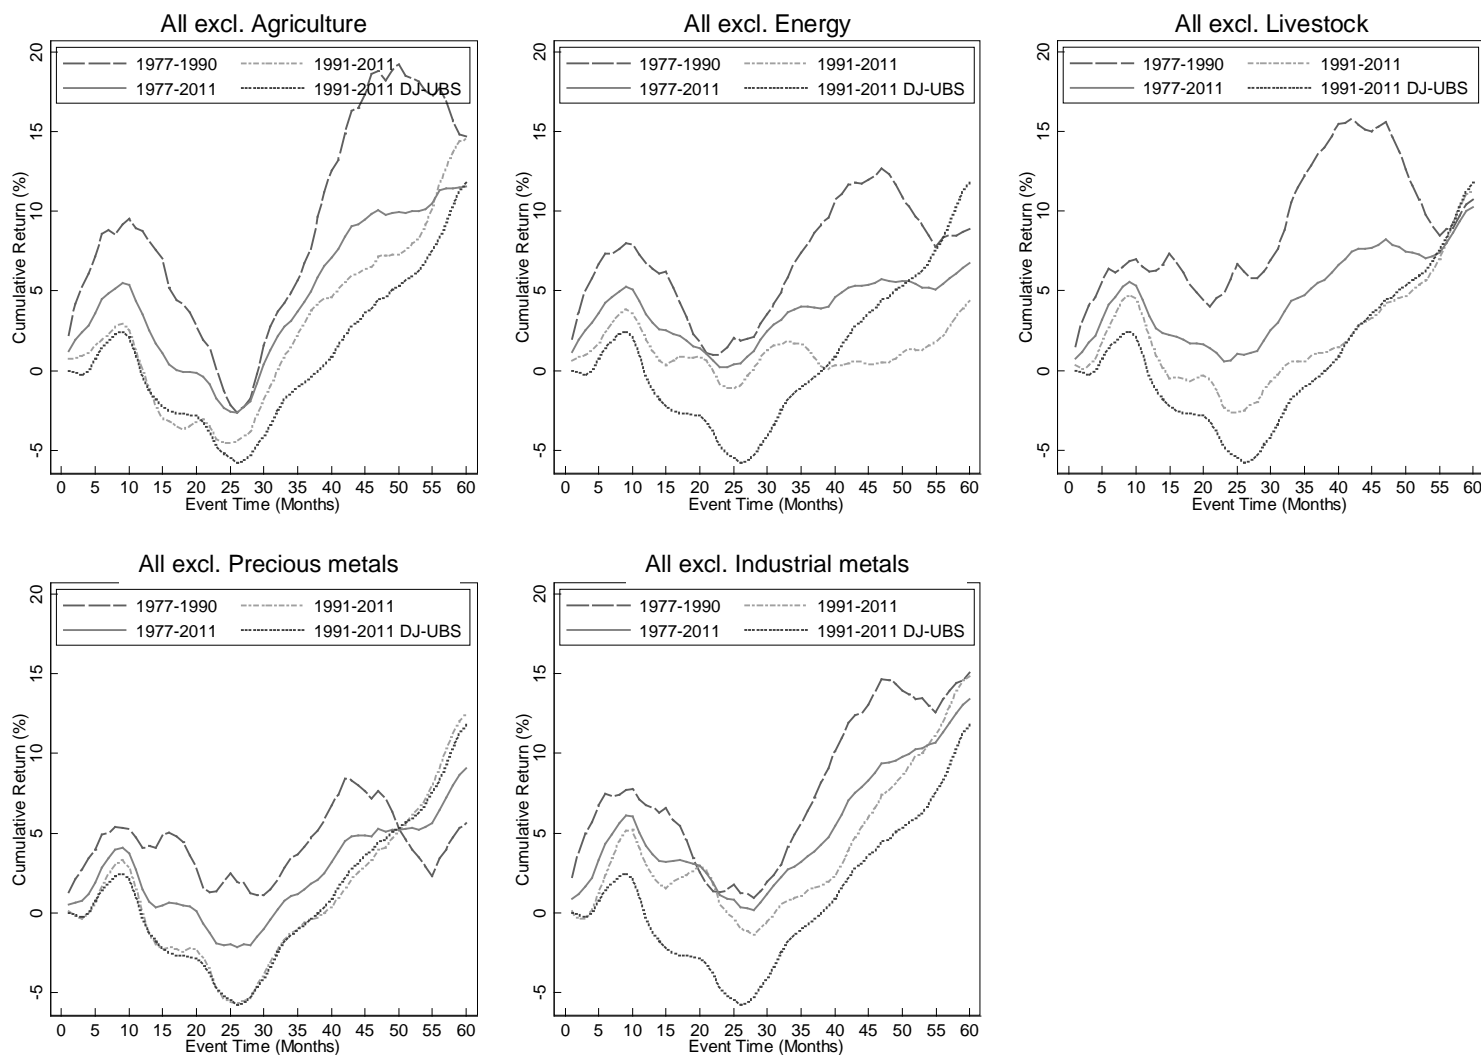 All excl. Agriculture
1977-1990 1991-2011
1977-2011 1991-2011 DJ-UBS
Cumulative Return (%)
20
15
10
5
0
-5
0 5 10 15 20 25 30 35 40 45 50 55 60
Event Time (Months)
All excl. Energy
1977-1990 1991-2011
1977-2011 1991-2011 DJ-UBS
Cumulative Return (%)
20
15
10
5
0
-5
0 5 10 15 20 25 30 35 40 45 50 55 60
Event Time (Months)
All excl. Livestock
1977-1990 1991-2011
1977-2011 1991-2011 DJ-UBS
Cumulative Return (%)
20
15
10
5
0
-5
0 5 10 15 20 25 30 35 40 45 50 55 60
Event Time (Months)
All excl. Precious metals
1977-1990 1991-2011
1977-2011 1991-2011 DJ-UBS
Cumulative Return (%)
20
15
10
5
0
-5
0 5 10 15 20 25 30 35 40 45 50 55 60
Event Time (Months)
All excl. Industrial metals
1977-1990 1991-2011
1977-2011 1991-2011 DJ-UBS
Cumulative Return (%)
20
15
10
5
0
-5
0 5 10 15 20 25 30 35 40 45 50 55 60
Event Time (Months)